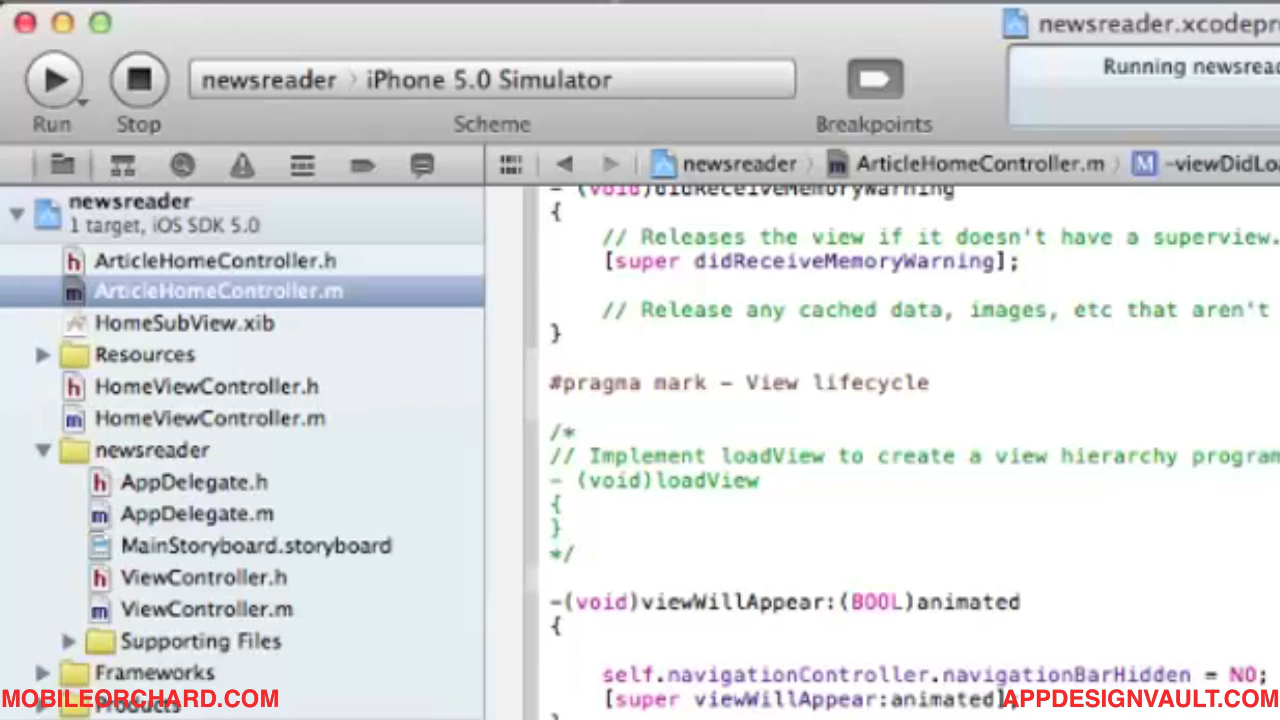 newsreader.xcodepr
newsreader iPhone 5.0 Simulator
Running newsread
Run Stop Scheme Breakpoints
newsreader ArticleHomeController.m M -viewDidLo
newsreader
1 target, iOS SDK 5.0
h ArticleHomeController.h
m ArticleHomeController.m
HomeSubView.xib
Resources
h HomeViewController.h
m HomeViewController.m
newsreader
h AppDelegate.h
m AppDelegate.m
MainStoryboard.storyboard
h ViewController.h
m ViewController.m
Supporting Files
Frameworks
Products
- (void)didReceiveMemoryWarning
{
// Releases the view if it doesn't have a superview.
[super didReceiveMemoryWarning];
// Release any cached data, images, etc that aren't
}
#pragma mark - View lifecycle
/*
// Implement loadView to create a view hierarchy program
- (void)loadView
{
}
*/
-(void)viewWillAppear:(BOOL)animated
{
self.navigationController.navigationBarHidden = NO;
[super viewWillAppear:animated];
}
MOBILEORCHARD.COM
APPDESIGNVAULT.COM